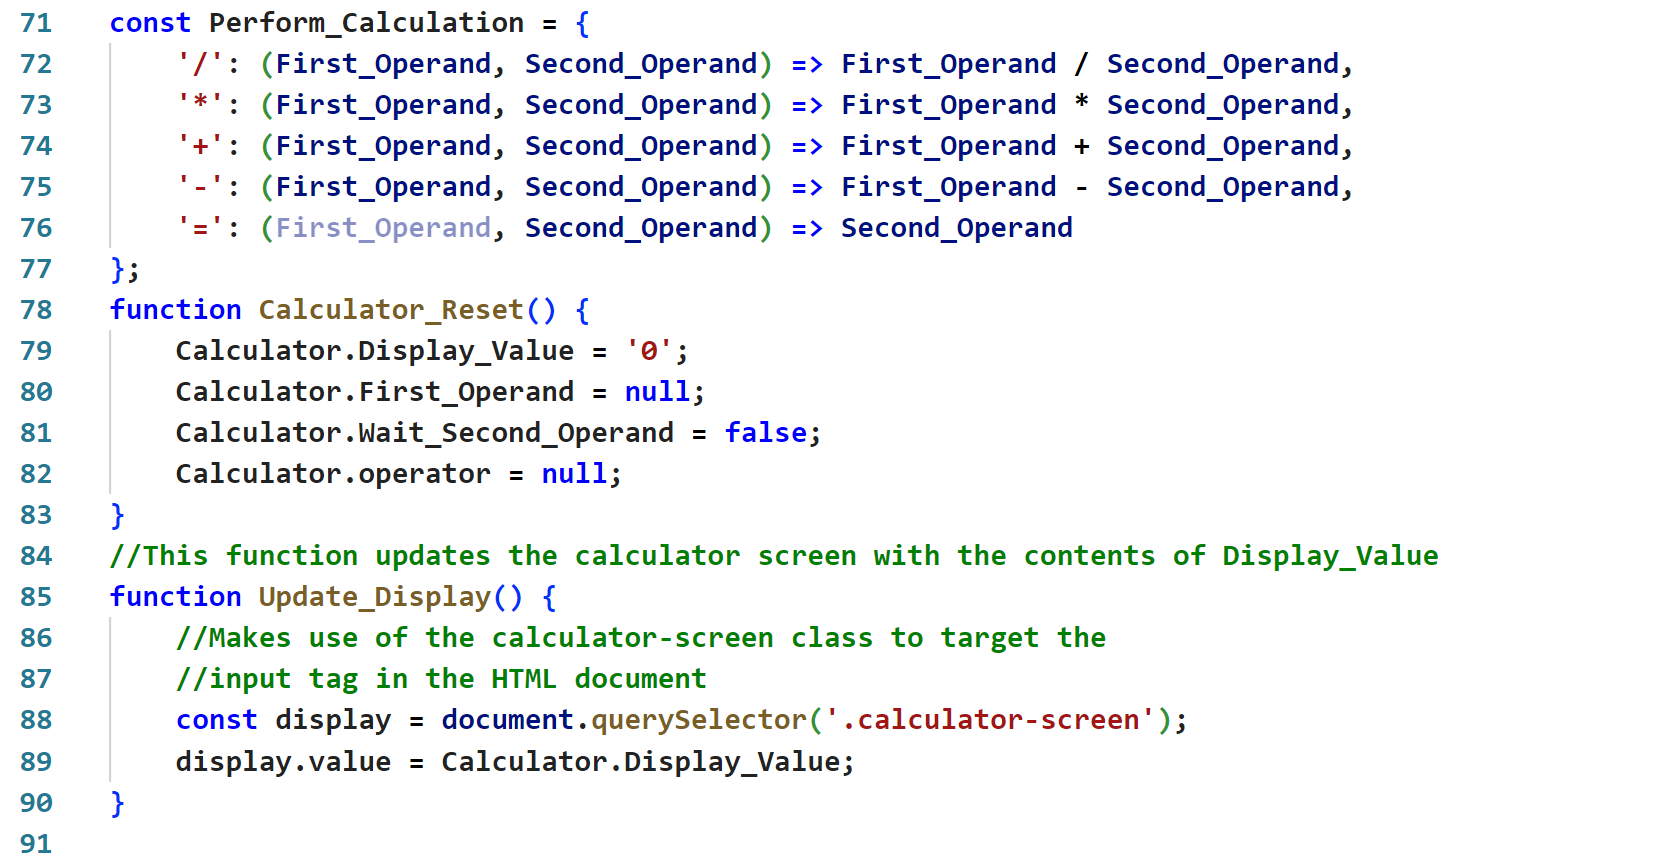 71 const Perform_Calculation = {
72     '/': (First_Operand, Second_Operand) => First_Operand / Second_Operand,
73     '*': (First_Operand, Second_Operand) => First_Operand * Second_Operand,
74     '+': (First_Operand, Second_Operand) => First_Operand + Second_Operand,
75     '-': (First_Operand, Second_Operand) => First_Operand - Second_Operand,
76     '=': (First_Operand, Second_Operand) => Second_Operand
77 };
78 function Calculator_Reset() {
79     Calculator.Display_Value = '0';
80     Calculator.First_Operand = null;
81     Calculator.Wait_Second_Operand = false;
82     Calculator.operator = null;
83 }
84 //This function updates the calculator screen with the contents of Display_Value
85 function Update_Display() {
86     //Makes use of the calculator-screen class to target the
87     //input tag in the HTML document
88     const display = document.querySelector('.calculator-screen');
89     display.value = Calculator.Display_Value;
90 }
91